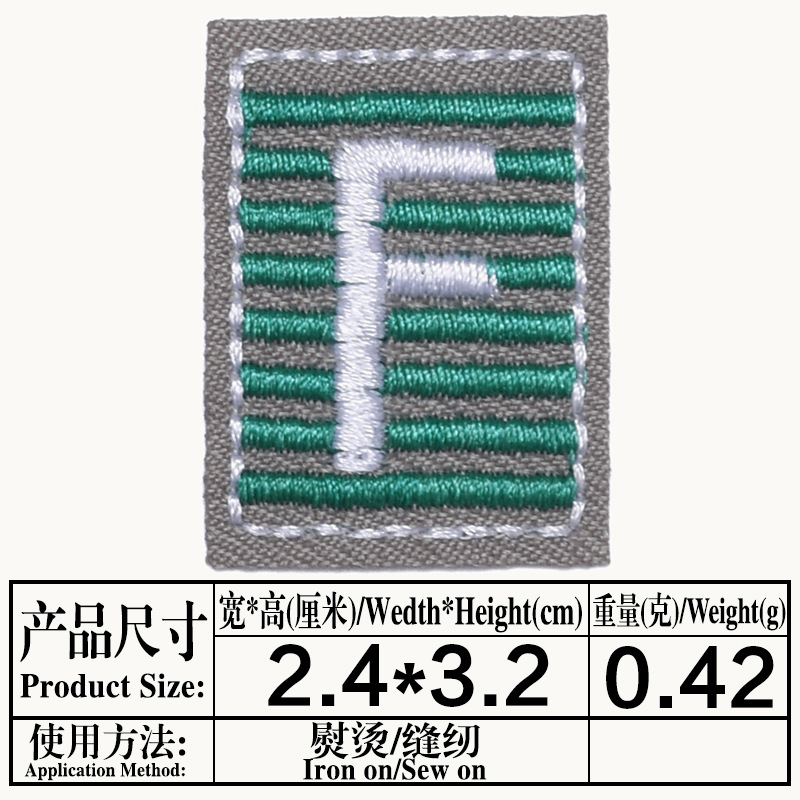 F
产品尺寸
Product Size:
宽*高(厘米)/Wedth*Height(cm)
2.4*3.2
重量(克)/Weight(g)
0.42
使用方法:
Application Method:
熨烫/缝纫
Iron on/Sew on